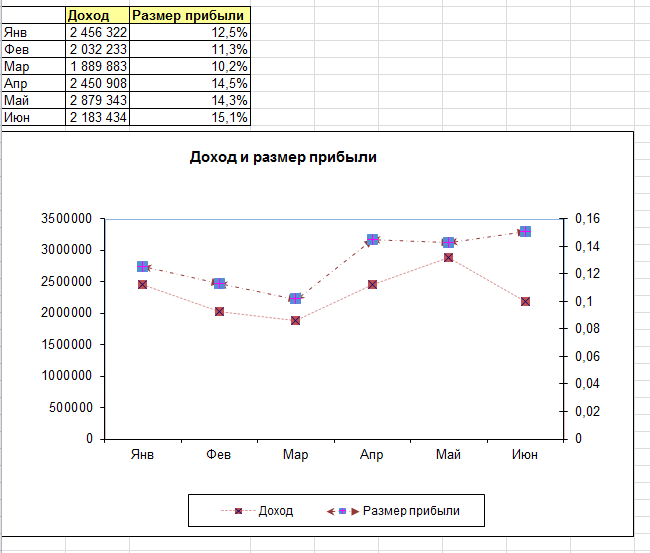 Доход Размер прибыли
Янв 2 456 322 12,5%
Фев 2 032 233 11,3%
Мар 1 889 883 10,2%
Апр 2 450 908 14,5%
Май 2 879 343 14,3%
Июн 2 183 434 15,1%
Доход и размер прибыли
3500000 0,16
3000000 0,14
2500000 0,12
2000000 0,1
1500000 0,08
1000000 0,06
500000 0,04
0 0,02
0
Янв Фев Мар Апр Май Июн
Доход Размер прибыли